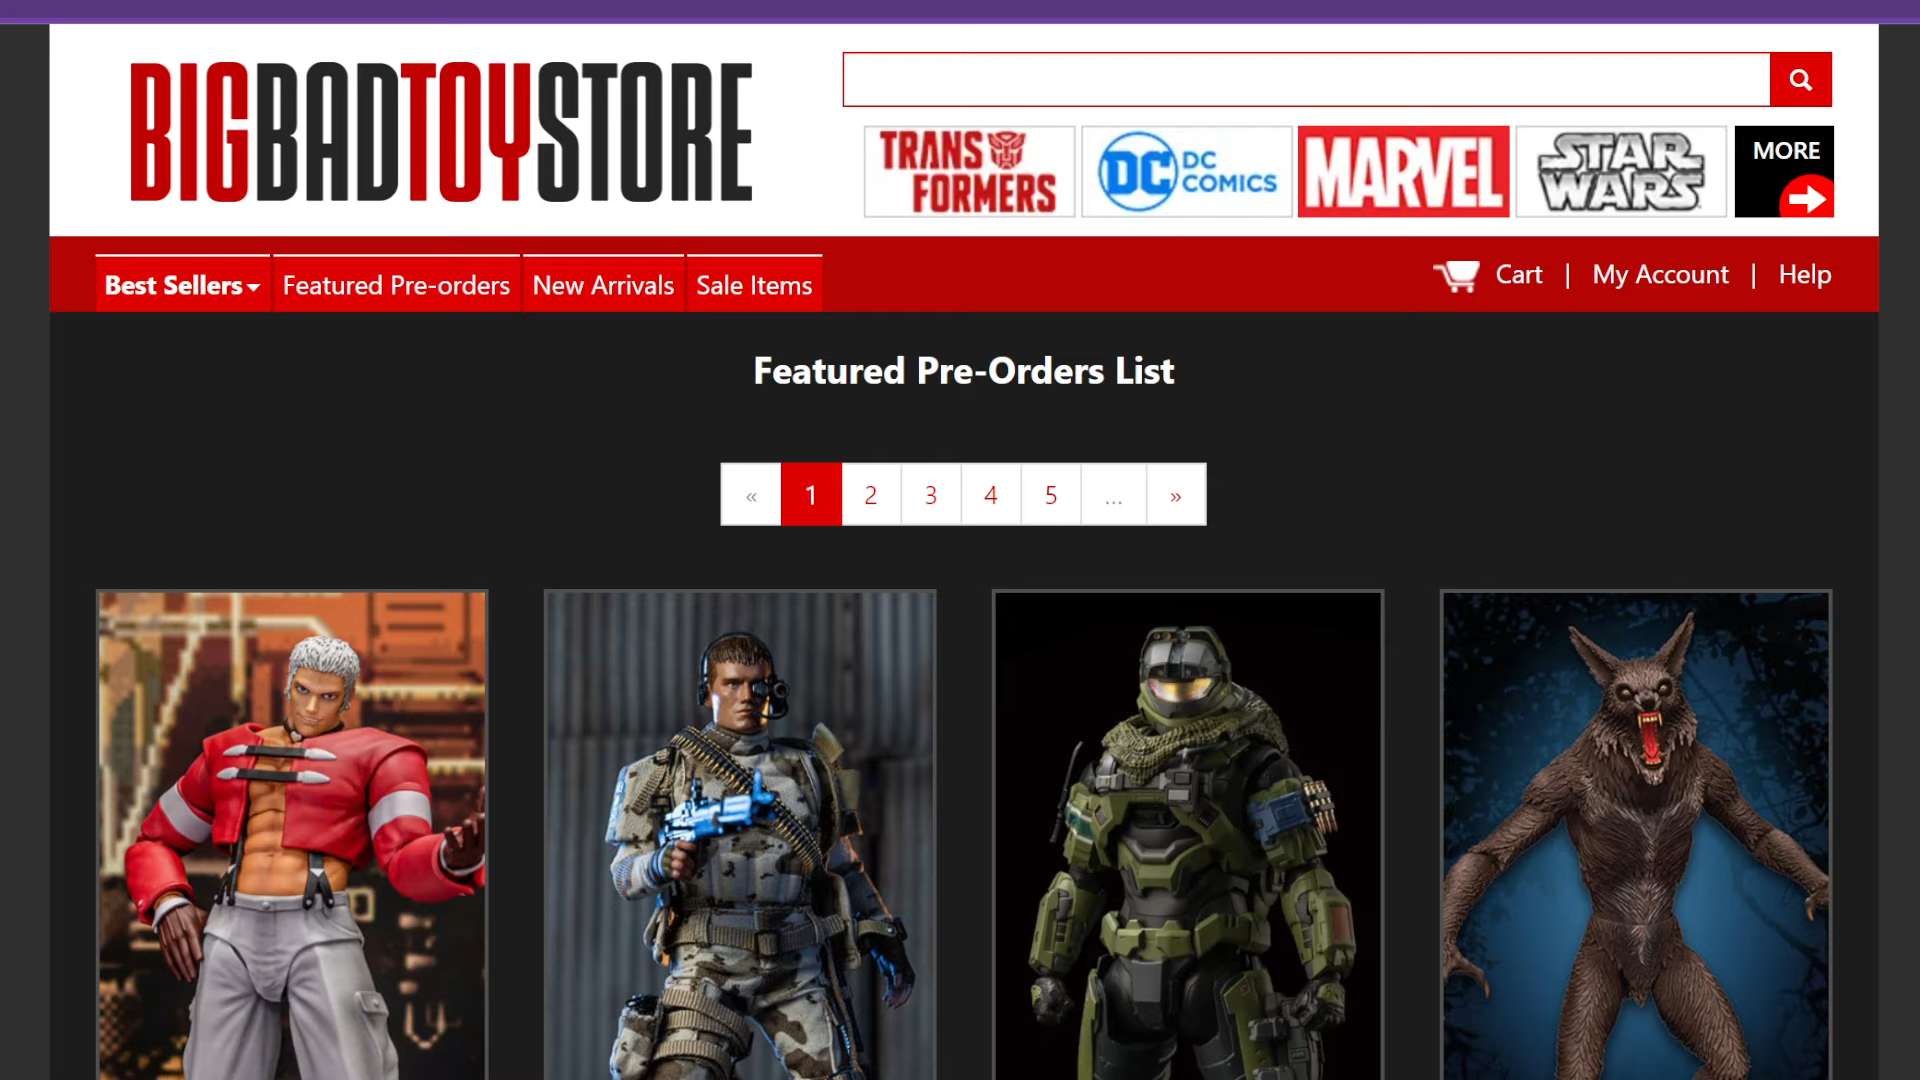 BIGBADTOYSTORE
TRANSFORMERS
DC DC COMICS
MARVEL
STAR WARS
MORE
Best Sellers
Featured Pre-orders
New Arrivals
Sale Items
Cart | My Account | Help
Featured Pre-Orders List
« 1 2 3 4 5 ... »